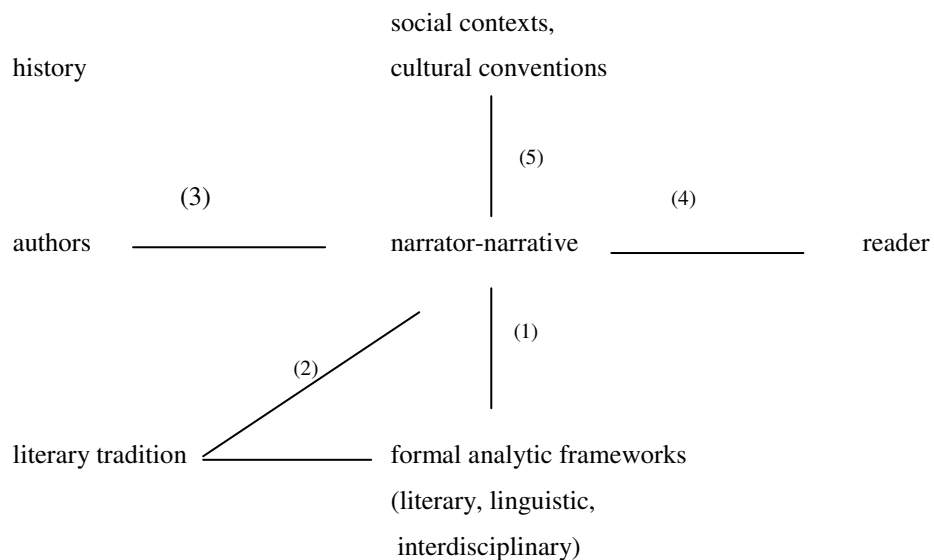 social contexts,
history
cultural conventions
(5)
(3)
(4)
authors
narrator-narrative
reader
(1)
(2)
literary tradition
formal analytic frameworks
(literary, linguistic,
interdisciplinary)